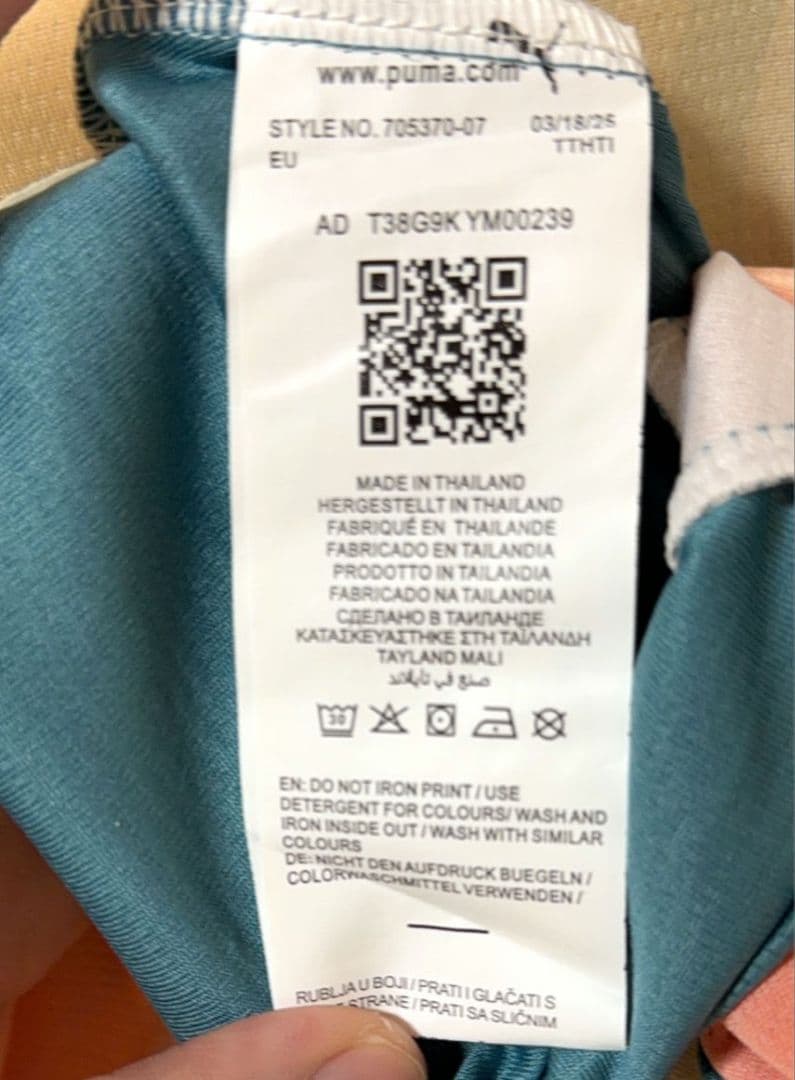 www.puma.com
STYLE NO. 705370-07 03/18/25
EU TTHTI
AD T38G9K YM00239
MADE IN THAILAND
HERGESTELLT IN THAILAND
FABRIQUÉ EN THAILANDE
FABRICADO EN TAILANDIA
PRODOTTO IN TAILANDIA
FABRICADO NA TAILANDIA
СДЕЛАНО В ТАИЛАНДЕ
ΚΑΤΑΣΚΕΥΑΣΤΗΚΕ ΣΤΗ ΤΑΪΛΑΝΔΗ
TAYLAND MALI
صنع في تايلاند
30
EN: DO NOT IRON PRINT / USE
DETERGENT FOR COLOURS/ WASH AND
IRON INSIDE OUT / WASH WITH SIMILAR
COLOURS
DE: NICHT DEN AUFDRUCK BUEGELN /
COLORWASCHMITTEL VERWENDEN /
RUBLJA U BOJI / PRATI I GLAČATI S
STRANE / PRATI SA SLIČNIM